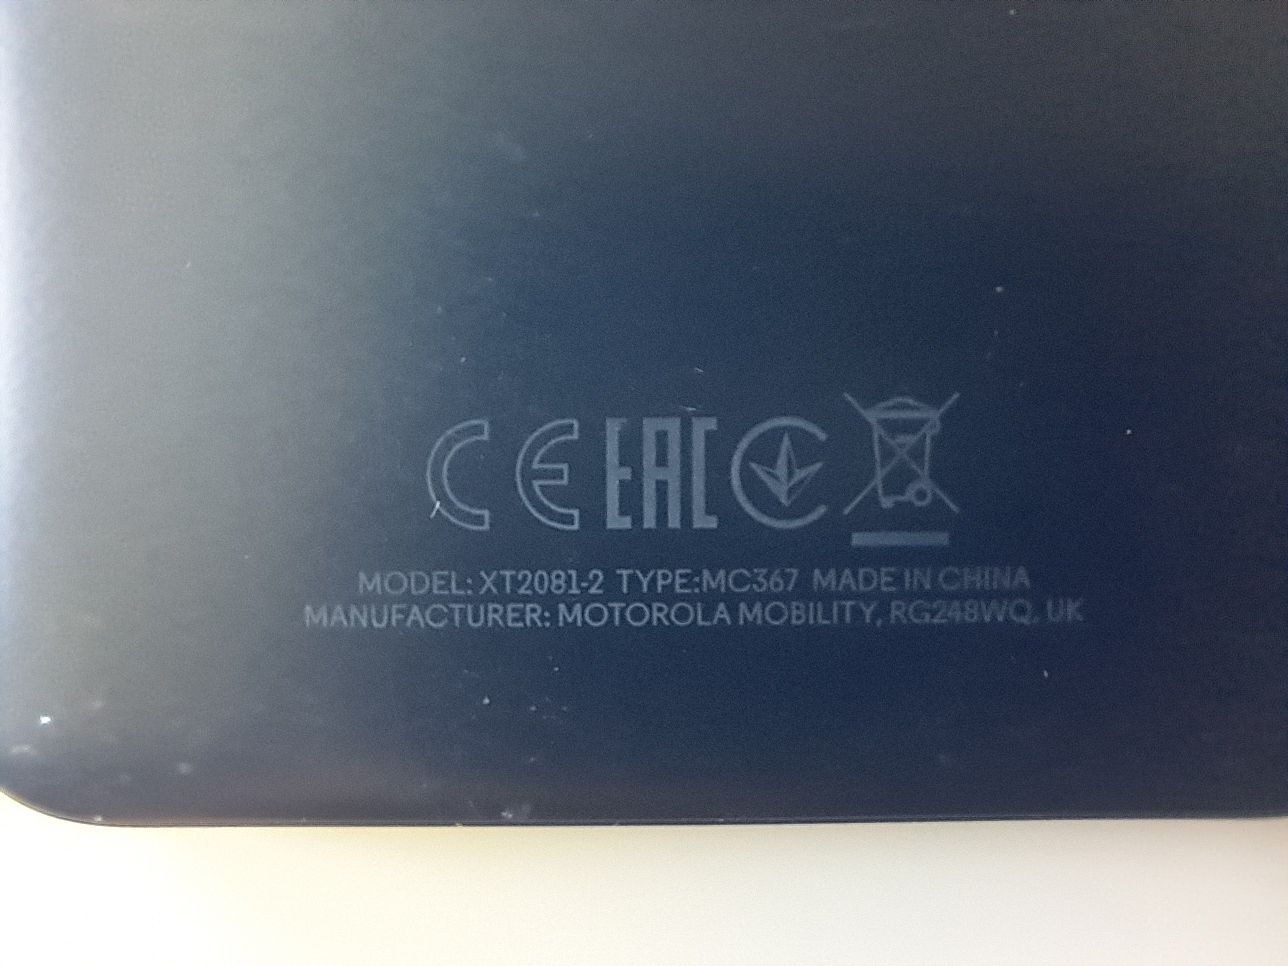 CE EAC
MODEL: XT2081-2 TYPE:MC367 MADE IN CHINA
MANUFACTURER: MOTOROLA MOBILITY, RG248WQ, UK